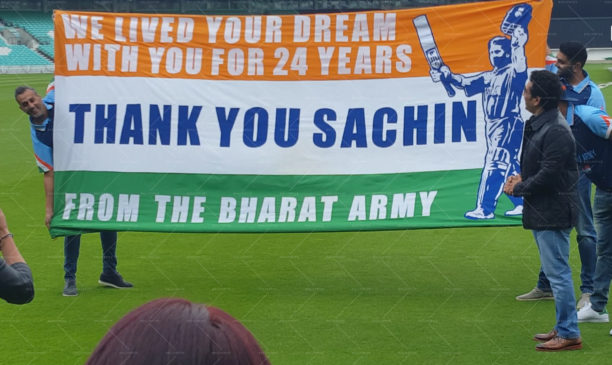 WE LIVED YOUR DREAM
WITH YOU FOR 24 YEARS
THANK YOU SACHIN
FROM THE BHARAT ARMY